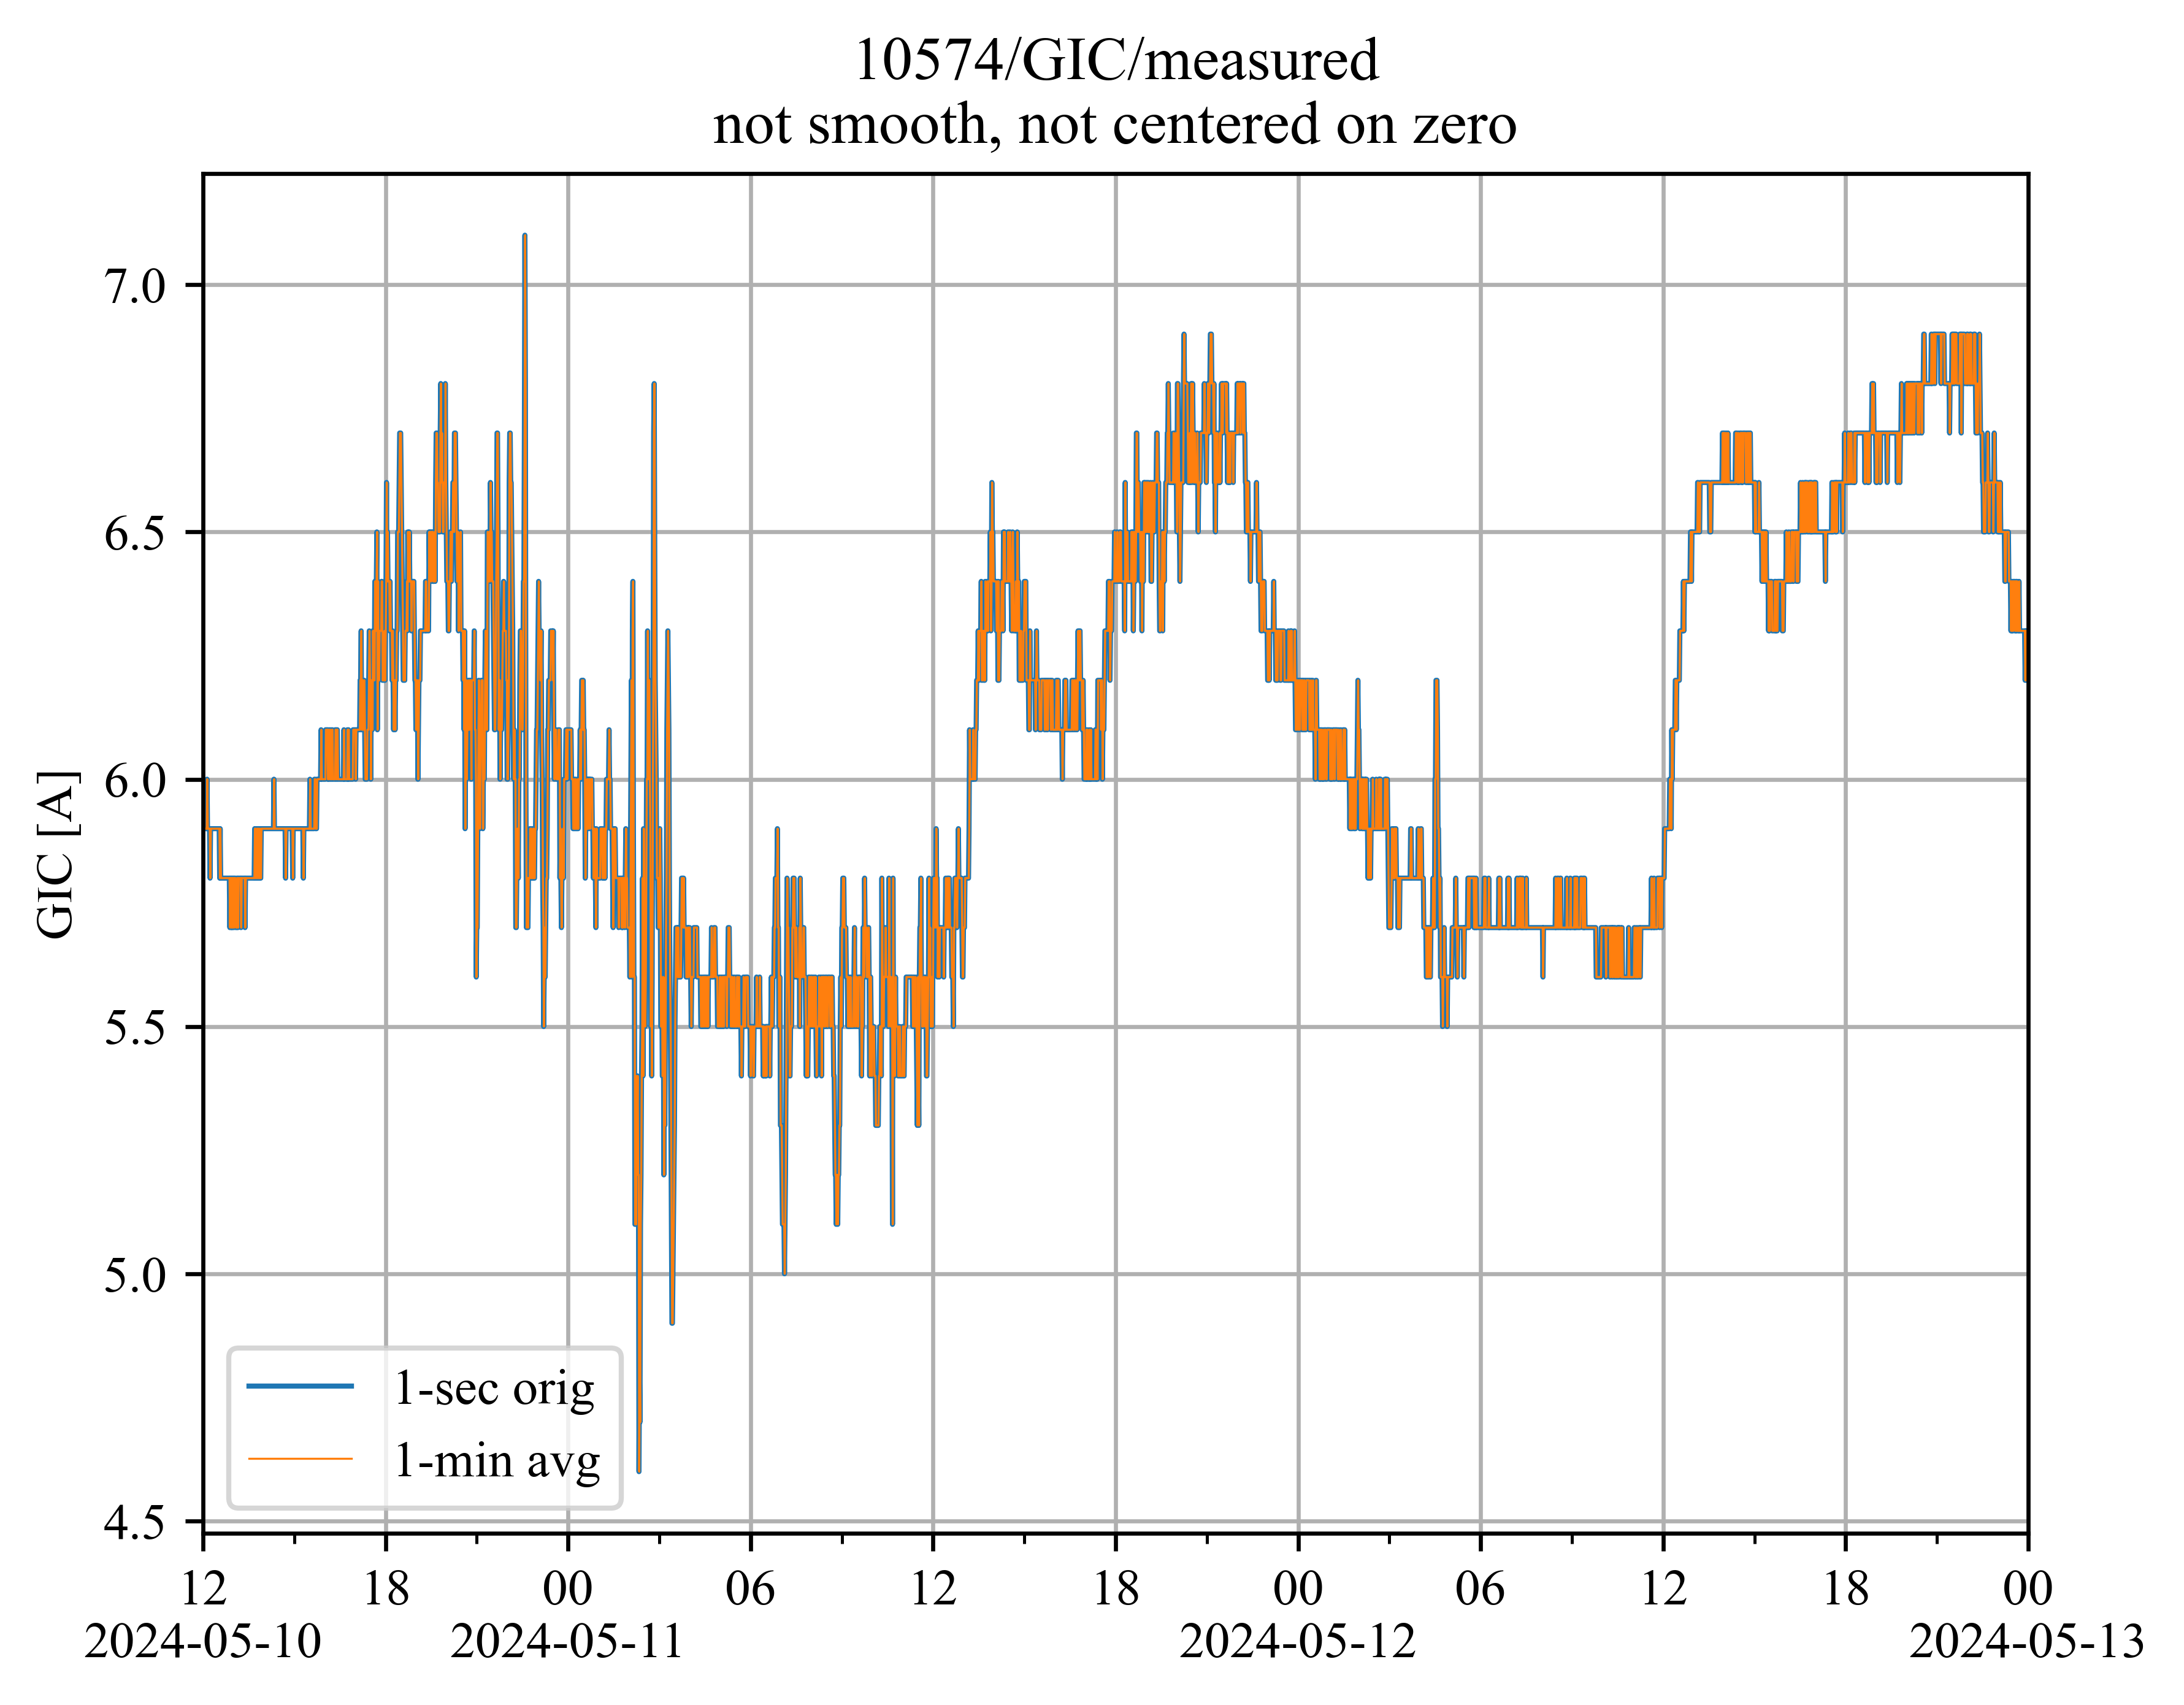 10574/GIC/measured
not smooth, not centered on zero
GIC [A]
7.0
6.5
6.0
5.5
5.0
4.5
1-sec orig
1-min avg
12 18 00 06 12 18 00 06 12 18 00
2024-05-10 2024-05-11 2024-05-12 2024-05-13